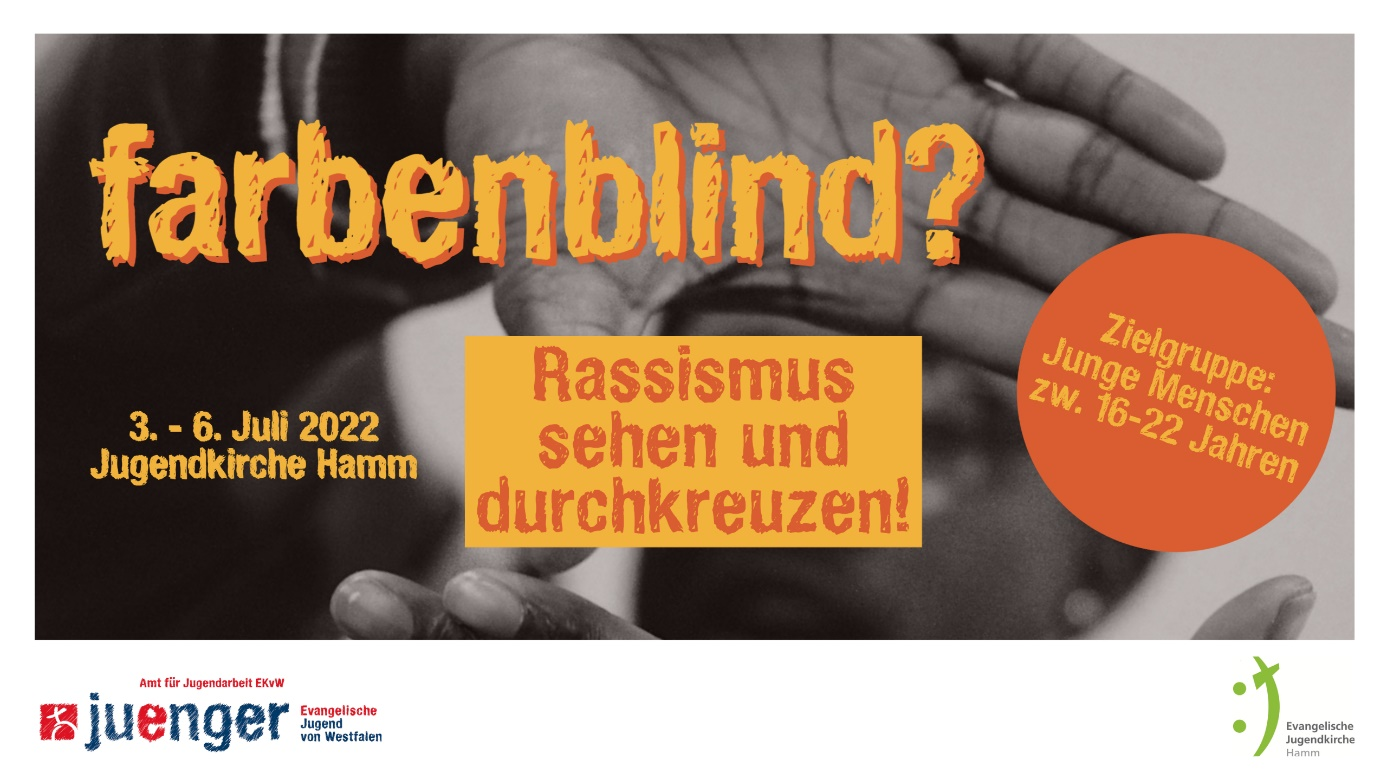 farbenblind?
Rassismus
sehen und
durchkreuzen!
3. - 6. Juli 2022
Jugendkirche Hamm
Zielgruppe:
Junge Menschen
zw. 16-22 Jahren
Amt für Jugendarbeit EKvW
juenger
Evangelische
Jugend
von Westfalen
Evangelische
Jugendkirche
Hamm